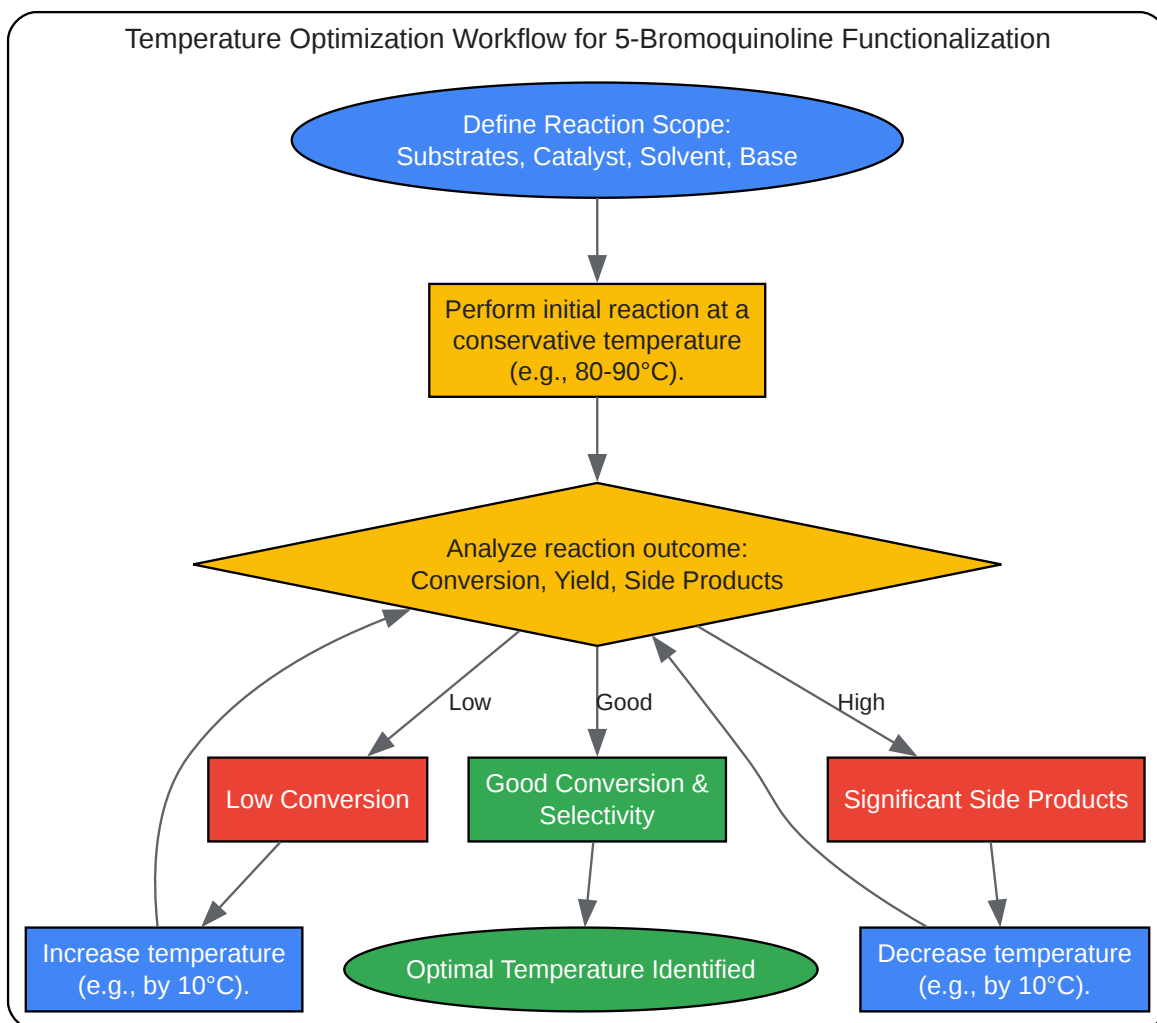 Temperature Optimization Workflow for 5-Bromoquinoline Functionalization
Define Reaction Scope:
Substrates, Catalyst, Solvent, Base
Perform initial reaction at a
conservative temperature
(e.g., 80-90°C).
Analyze reaction outcome:
Conversion, Yield, Side Products
Low
Good
High
Low Conversion
Good Conversion &
Selectivity
Significant Side Products
Increase temperature
(e.g., by 10°C).
Optimal Temperature Identified
Decrease temperature
(e.g., by 10°C).